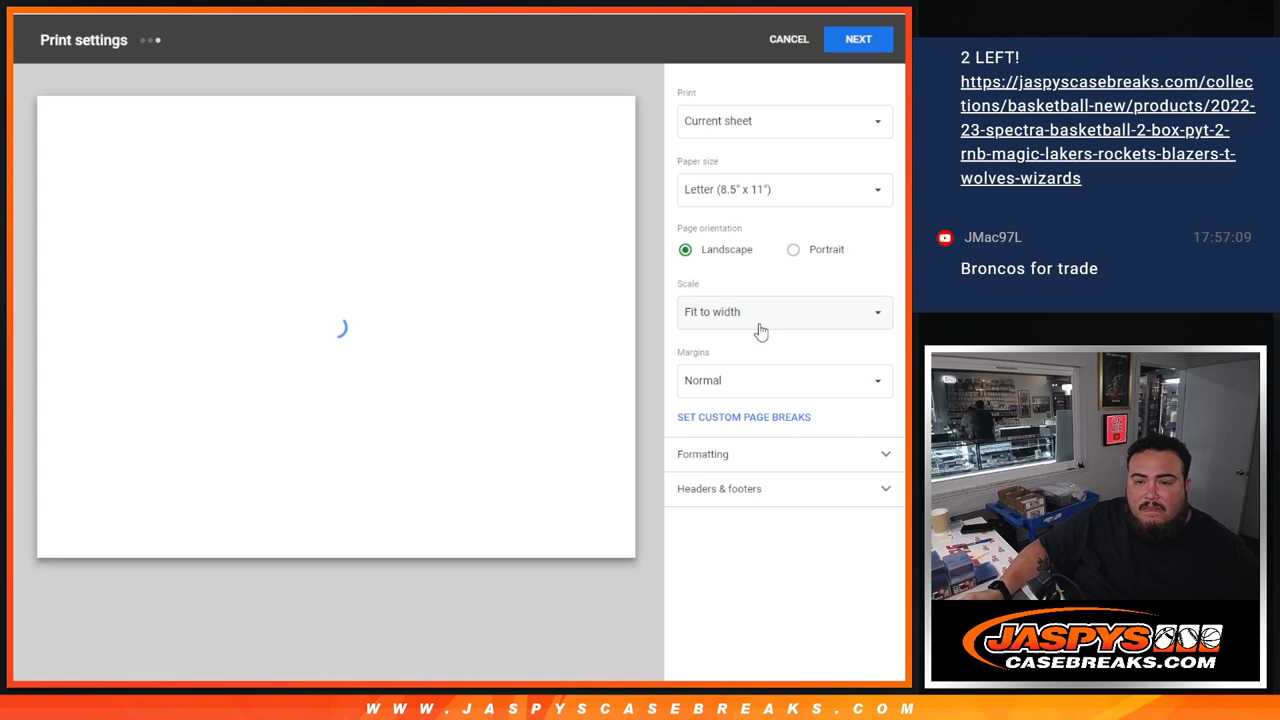 Print settings
CANCEL
NEXT
Print
Current sheet
Paper size
Letter (8.5" x 11")
Page orientation
Landscape
Portrait
Scale
Fit to width
Margins
Normal
SET CUSTOM PAGE BREAKS
Formatting
Headers & footers
2 LEFT!
https://jaspyscasebreaks.com/collec
tions/basketball-new/products/2022-
23-spectra-basketball-2-box-pyt-2-
rnb-magic-lakers-rockets-blazers-t-
wolves-wizards
JMac97L
17:57:09
Broncos for trade
JASPYS
CASEBREAKS.COM
WWW.JASPYSCASEBREAKS.COM